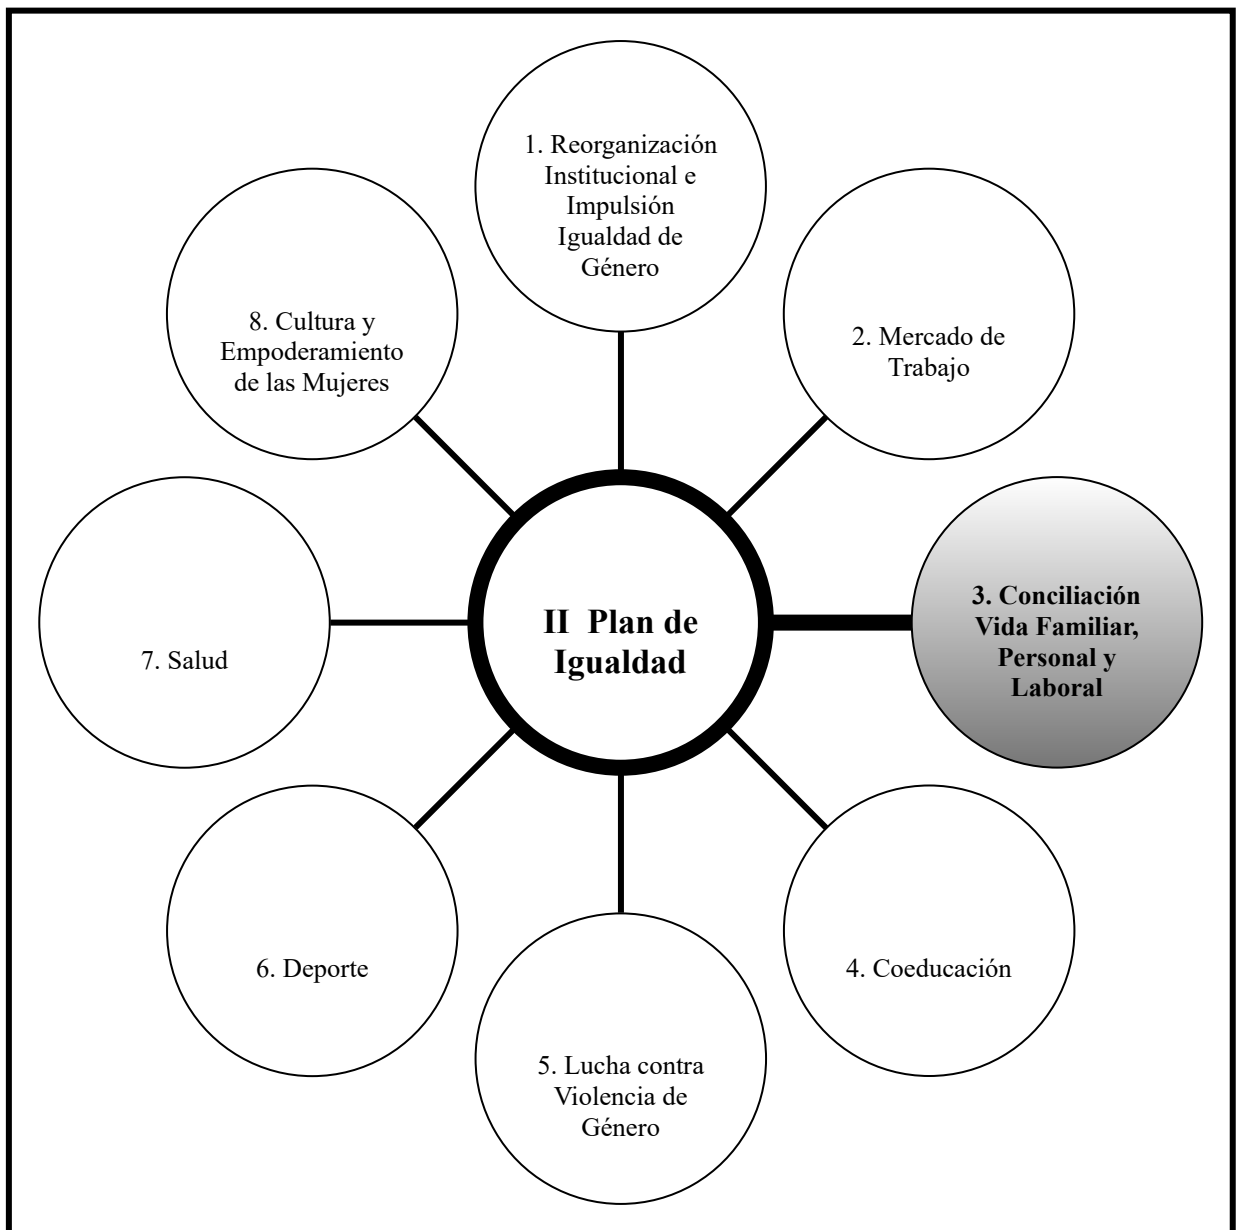 1. Reorganización
Institucional e
Impulsión
Igualdad de
Género
2. Mercado de
Trabajo
3. Conciliación
Vida Familiar,
Personal y
Laboral
4. Coeducación
5. Lucha contra
Violencia de
Género
6. Deporte
7. Salud
8. Cultura y
Empoderamiento
de las Mujeres
II Plan de
Igualdad